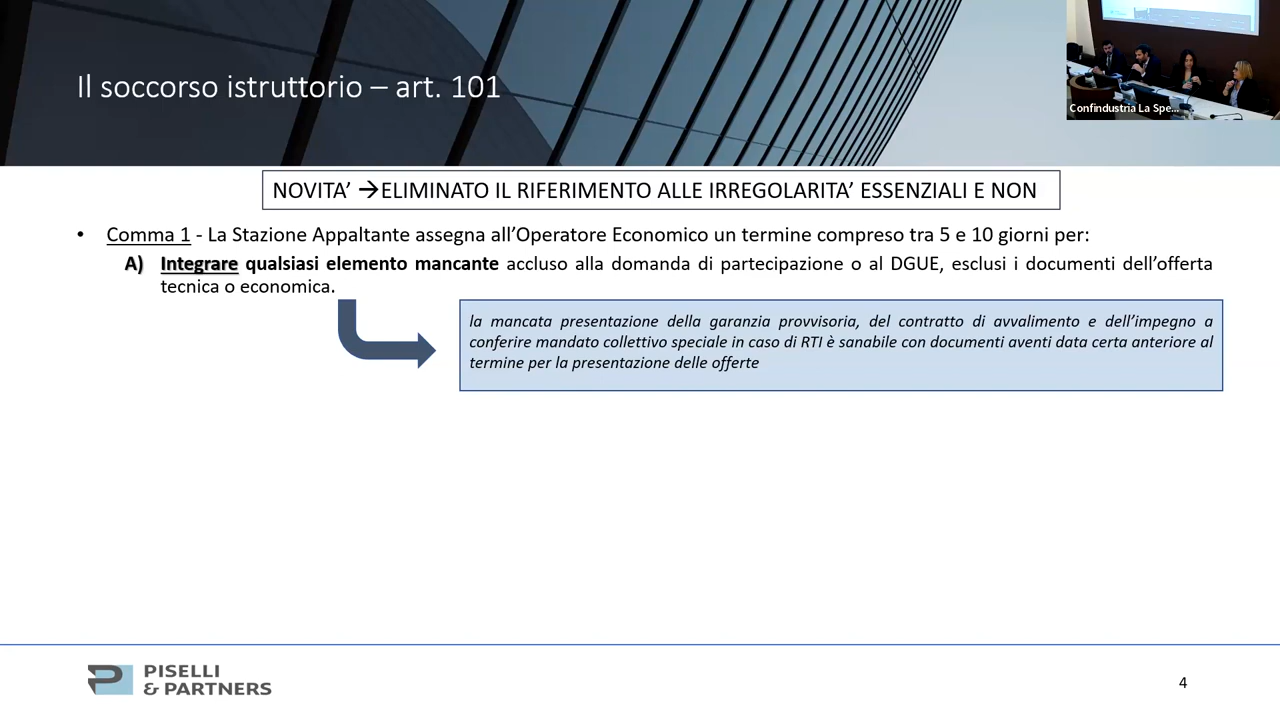 Il soccorso istruttorio – art. 101
Confindustria La Spe...
NOVITA’ →ELIMINATO IL RIFERIMENTO ALLE IRREGOLARITA’ ESSENZIALI E NON
• Comma 1 - La Stazione Appaltante assegna all’Operatore Economico un termine compreso tra 5 e 10 giorni per:
A) Integrare qualsiasi elemento mancante accluso alla domanda di partecipazione o al DGUE, esclusi i documenti dell’offerta
tecnica o economica.
la mancata presentazione della garanzia provvisoria, del contratto di avvalimento e dell’impegno a
conferire mandato collettivo speciale in caso di RTI è sanabile con documenti aventi data certa anteriore al
termine per la presentazione delle offerte
PISELLI
& PARTNERS
4